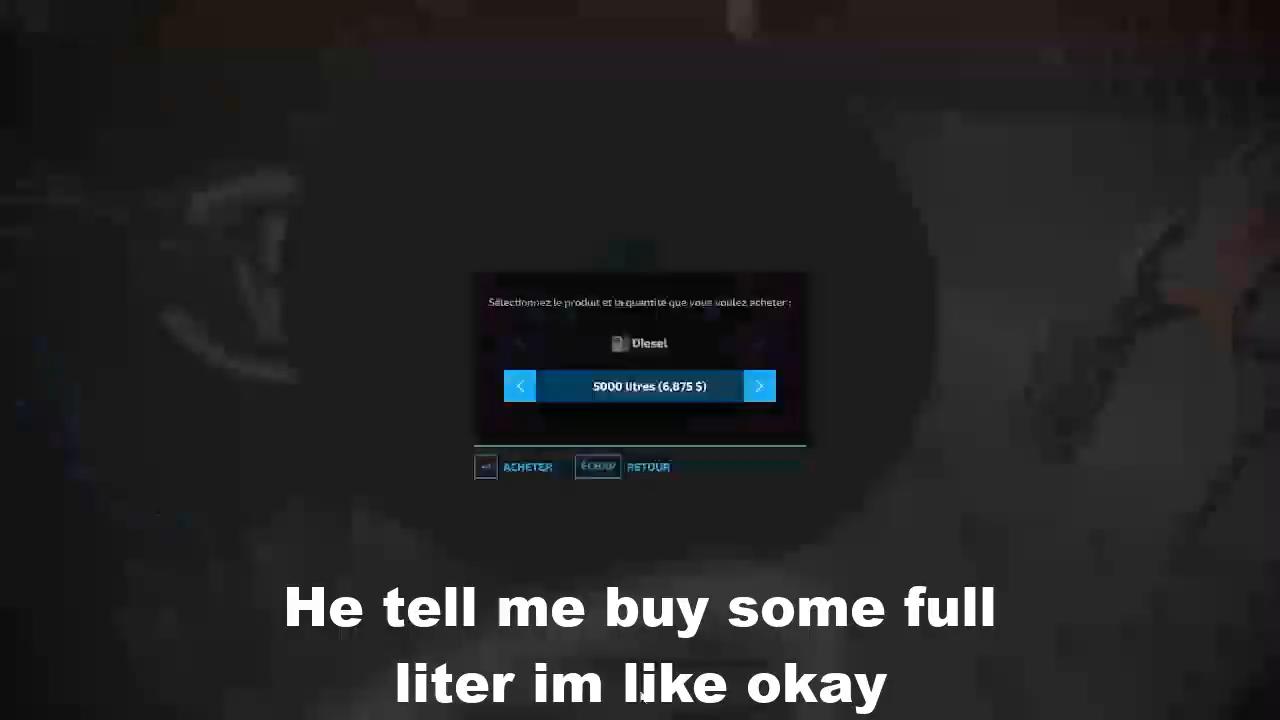 Sélectionnez le produit et la quantité que vous voulez acheter :
Diesel
5000 litres (6,875 $)
ACHETER ÉCHAP RETOUR
He tell me buy some full
liter im like okay